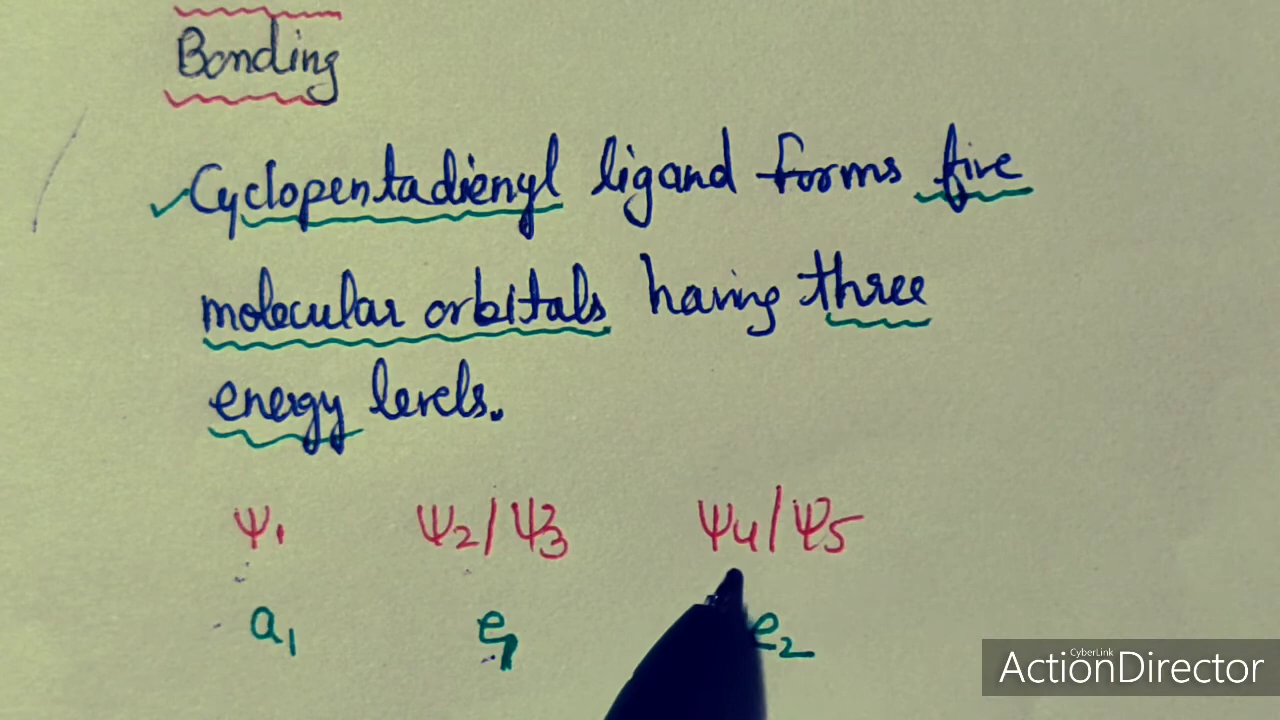 Bonding
Cyclopentadienyl ligand forms five
molecular orbitals having three
energy levels.
Ψ1 Ψ2/Ψ3 Ψ4/Ψ5
a1 e1 e2
CyberLink
ActionDirector